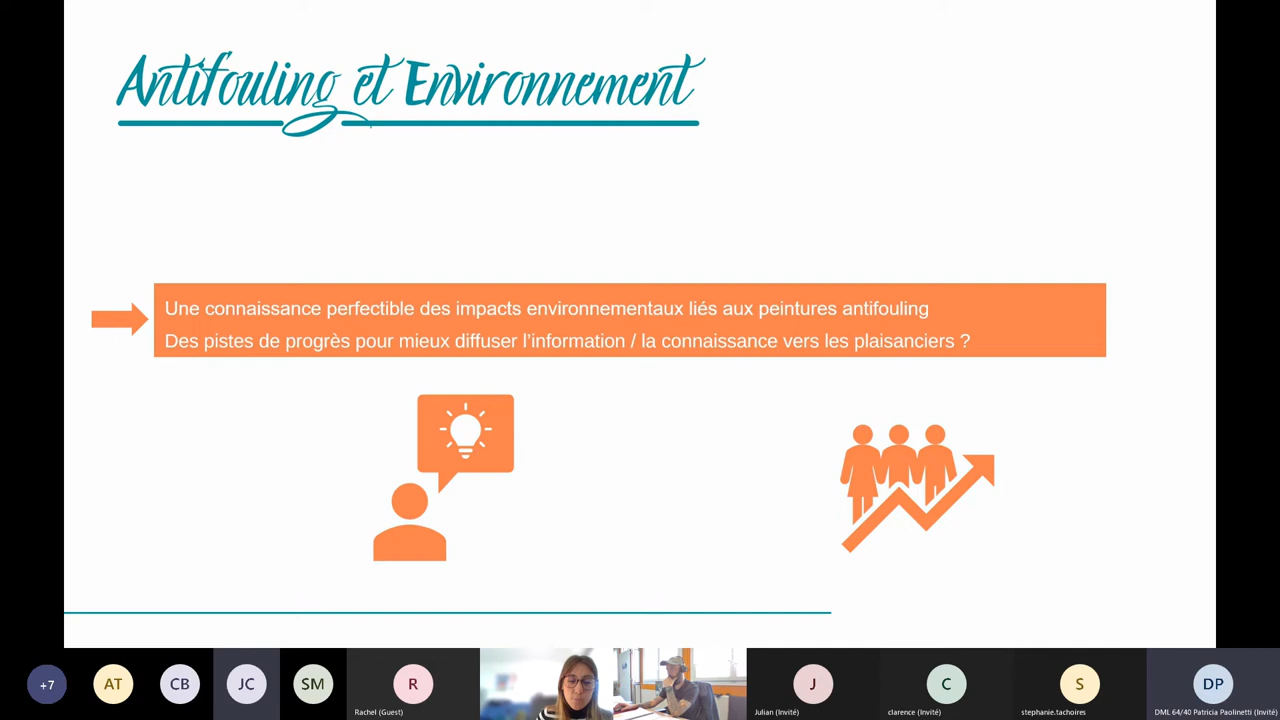 Antifouling et Environnement
Une connaissance perfectible des impacts environnementaux liés aux peintures antifouling
Des pistes de progrès pour mieux diffuser l’information / la connaissance vers les plaisanciers ?
+7
AT
CB
JC
SM
R
Rachel (Guest)
J
Julian (Invité)
C
clarence (Invité)
S
stephanie.tachoires
DP
DML 64/40 Patricia Paolinetti (Invité)